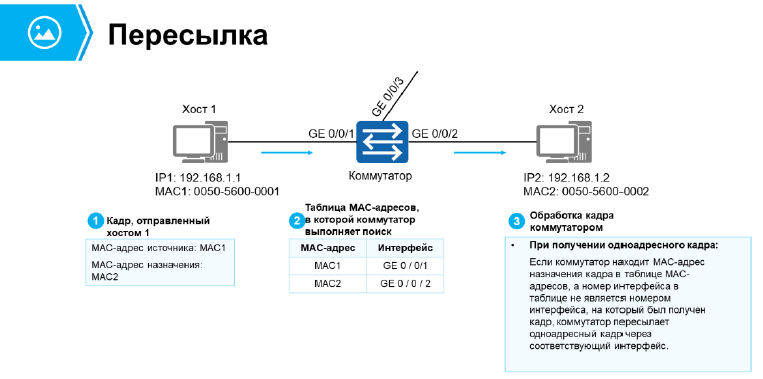 Пересылка
GE 0/0/3
Хост 1
Хост 2
GE 0/0/1
GE 0/0/2
Коммутатор
IP1: 192.168.1.1
MAC1: 0050-5600-0001
IP2: 192.168.1.2
MAC2: 0050-5600-0002
1 Кадр, отправленный
хостом 1
MAC-адрес источника: MAC1
MAC-адрес назначения:
MAC2
2 Таблица MAC-адресов,
в которой коммутатор
выполняет поиск
MAC-адрес Интерфейс
MAC1 GE 0 / 0/1
MAC2 GE 0 / 0 / 2
3 Обработка кадра
коммутатором
• При получении одноадресного кадра:
Если коммутатор находит MAC-адрес
назначения кадра в таблице MAC-
адресов, а номер интерфейса в
таблице не является номером
интерфейса, на который был получен
кадр, коммутатор пересылает
одноадресный кадр через
соответствующий интерфейс.